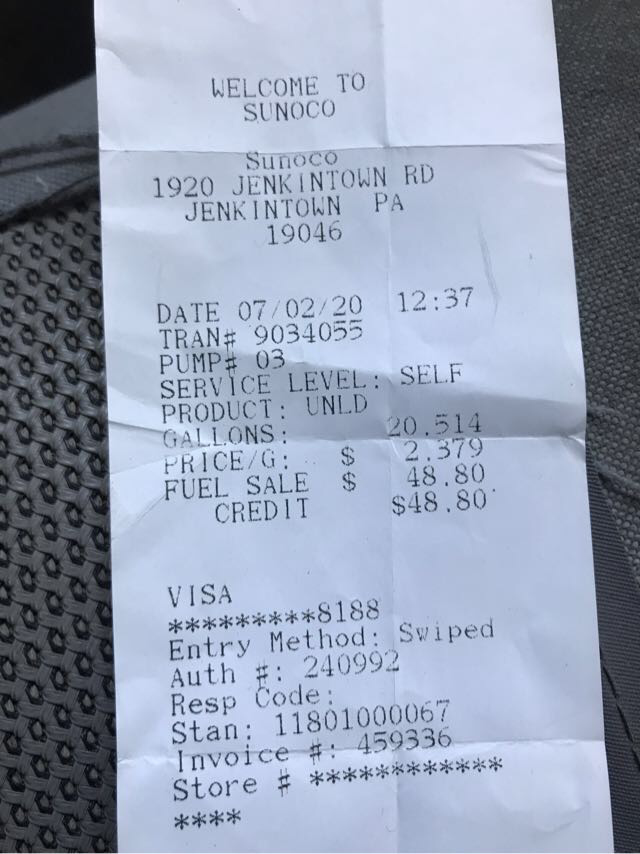 WELCOME TO
SUNOCO
Sunoco
1920 JENKINTOWN RD
JENKINTOWN PA
19046
DATE 07/02/20 12:37
TRAN# 9034055
PUMP# 03
SERVICE LEVEL: SELF
PRODUCT: UNLD
GALLONS: 20.514
PRICE/G: $ 2.379
FUEL SALE $ 48.80
CREDIT $48.80
VISA
*********8188
Entry Method: Swiped
Auth #: 240992
Resp Code:
Stan: 11801000067
Invoice #: 459336
Store # ************
****